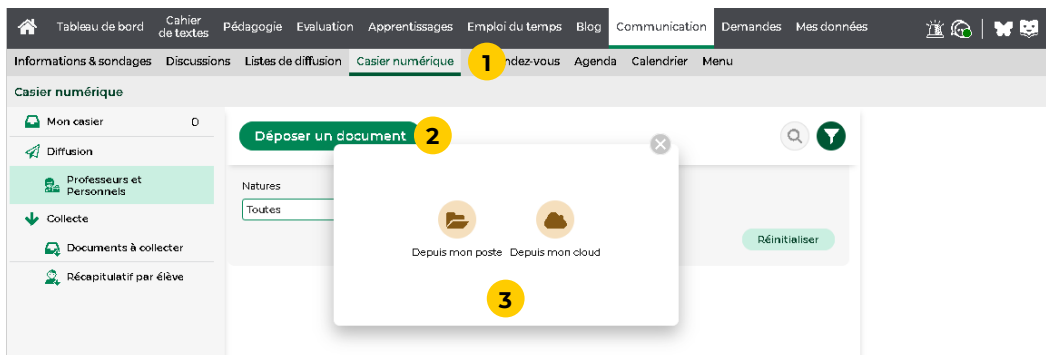 Tableau de bord
Cahier de textes
Pédagogie
Evaluation
Apprentissages
Emploi du temps
Blog
Communication
Demandes
Mes données
Informations & sondages
Discussions
Listes de diffusion
Casier numérique
1
Agenda
Calendrier
Menu
Casier numérique
Mon casier
0
Diffusion
Professeurs et
Personnels
Collecte
Documents à collecter
Récapitulatif par élève
Déposer un document
2
Natures
Toutes
Réinitialiser
Depuis mon poste
Depuis mon cloud
3